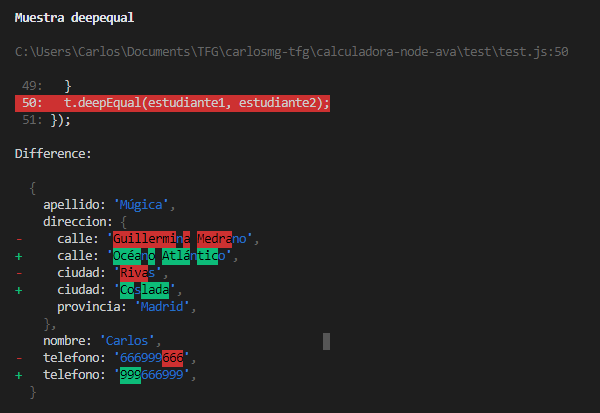 Muestra deepequal
C:\Users\Carlos\Documents\TFG\carlosmg-tfg\calculadora-node-ava\test\test.js:50
49:   }
50:   t.deepEqual(estudiante1, estudiante2);
51: });
Difference:
  {
    apellido: 'Múgica',
    direccion: {
-     calle: 'Guillermina Medrano',
+     calle: 'Océano Atlántico',
-     ciudad: 'Rivas',
+     ciudad: 'Coslada',
      provincia: 'Madrid',
    },
    nombre: 'Carlos',
-   telefono: '666999666',
+   telefono: '999666999',
  }